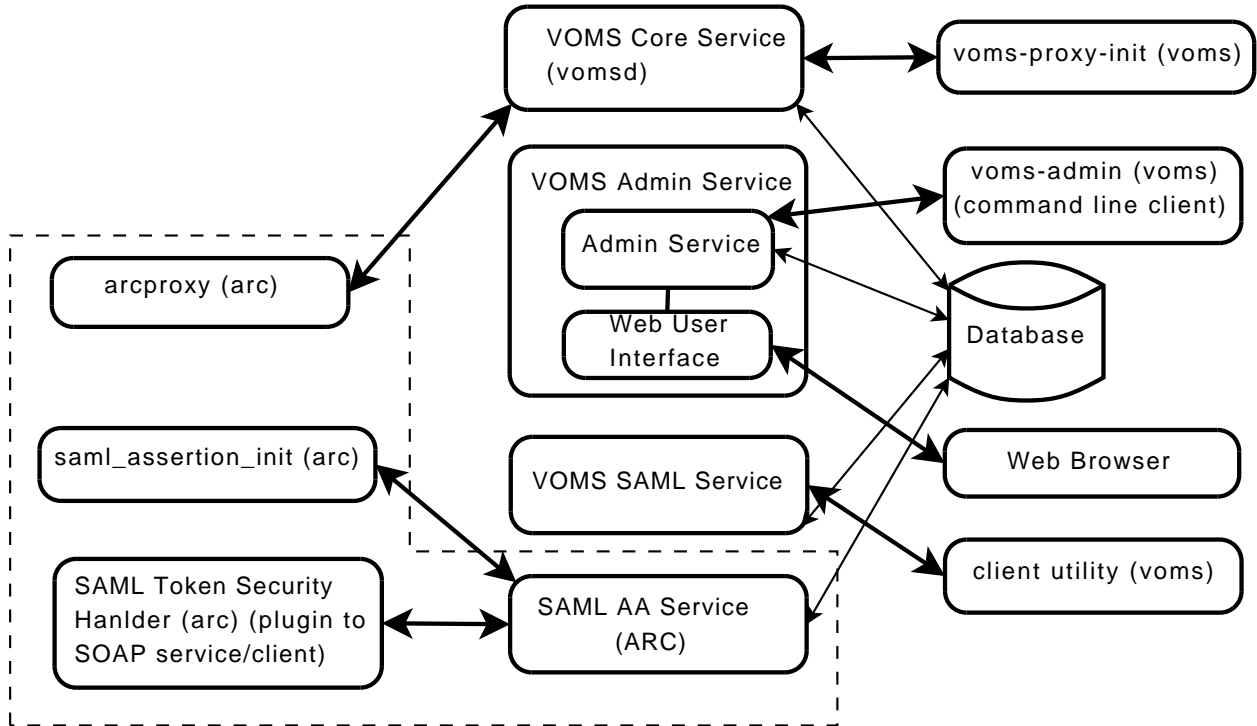 VOMS Core Service
(vomsd)
voms-proxy-init (voms)
VOMS Admin Service
voms-admin (voms)
(command line client)
Admin Service
arcproxy (arc)
Web User
Interface
Database
saml_assertion_init (arc)
VOMS SAML Service
Web Browser
SAML Token Security
Hanlder (arc) (plugin to
SOAP service/client)
SAML AA Service
(ARC)
client utility (voms)